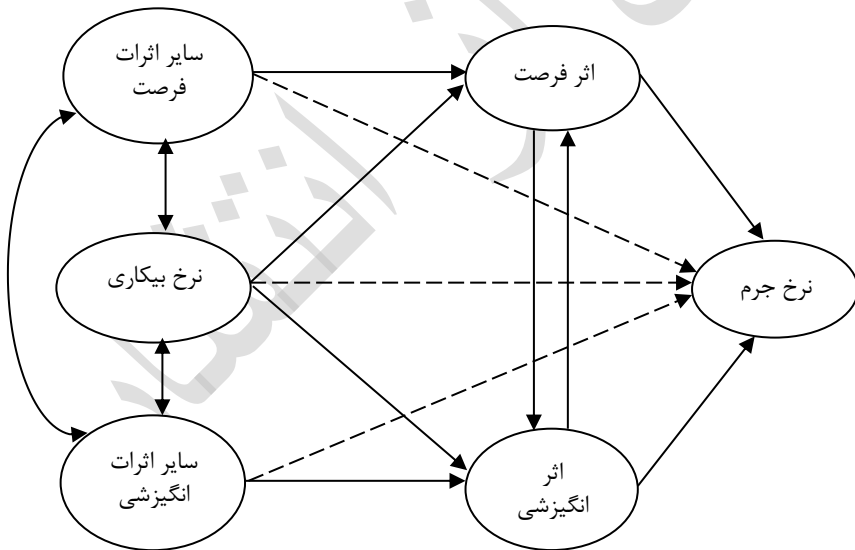 سایر اثرات
فرصت
اثر فرصت
نرخ بیکاری
نرخ جرم
سایر اثرات
انگیزشی
اثر
انگیزشی